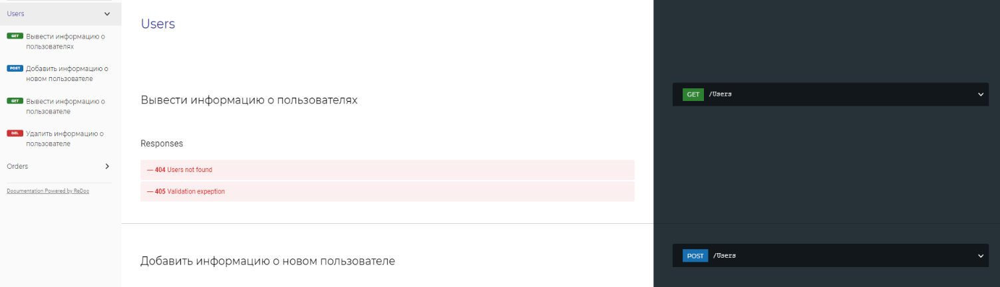 Users
GET Вывести информацию о
пользователях
POST Добавить информацию о
новом пользователе
GET Вывести информацию о
пользователе
DEL Удалить информацию о
пользователе
Orders
Documentation Powered by ReDoc
Users
Вывести информацию о пользователях
Responses
— 404 Users not found
— 405 Validation expeption
Добавить информацию о новом пользователе
GET /Users
POST /Users